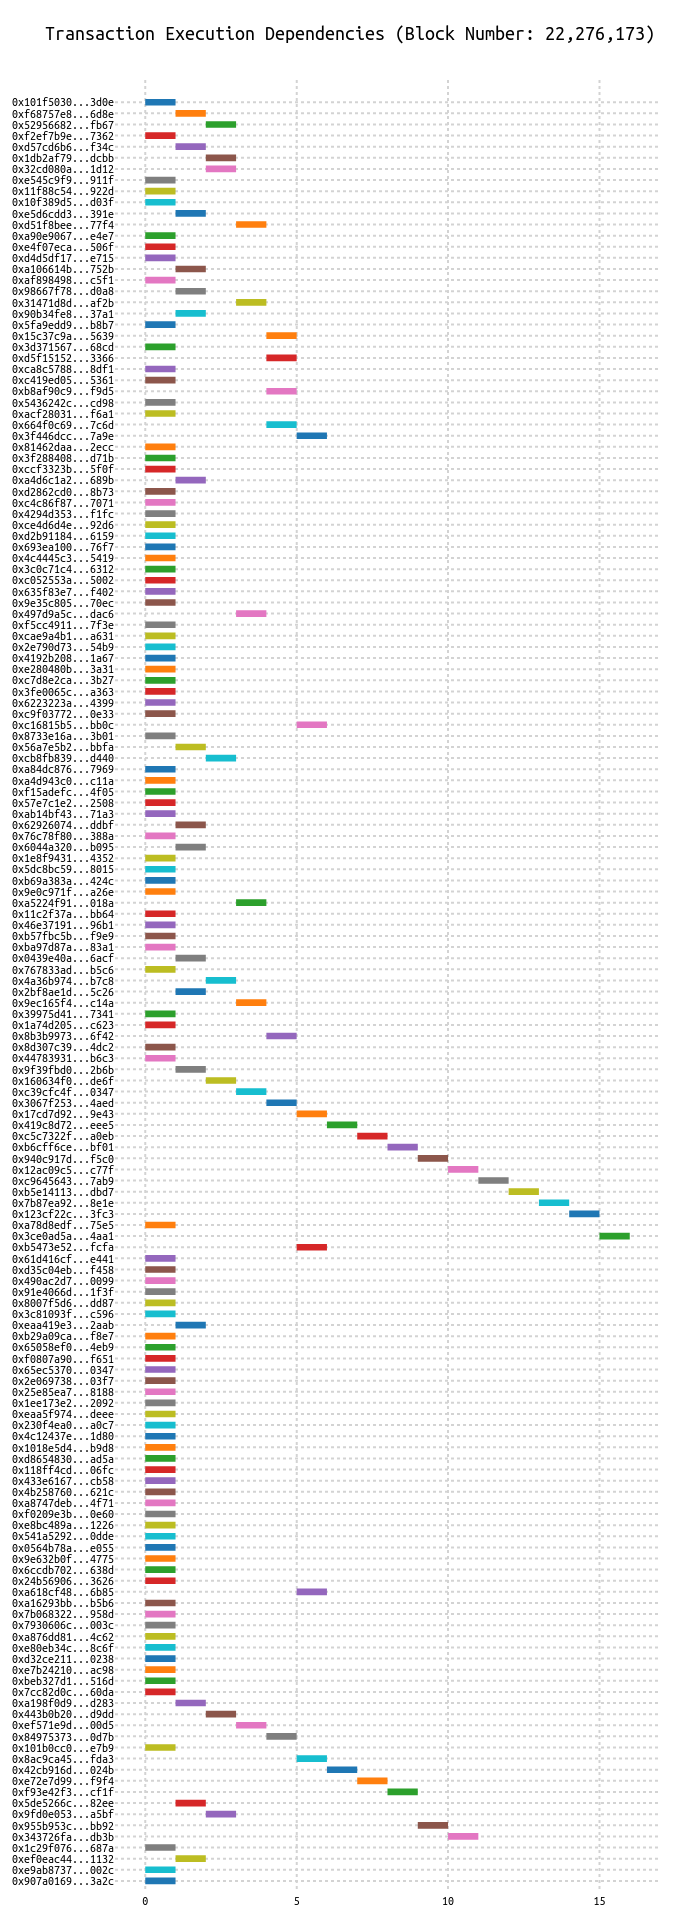 Transaction Execution Dependencies (Block Number: 22,276,173)
0x101f5030...3d0e
0xf68757e8...6d8e
0x52956682...fb67
0xf2ef7b9e...7362
0xd57cd6b6...f34c
0x1db2af79...dcbb
0x32cd080a...1d12
0xe545c9f9...911f
0x11f88c54...922d
0x10f389d5...d03f
0xe5d6cdd3...391e
0xd51f8bee...77f4
0xa90e9067...e4e7
0xe4f07eca...506f
0xd4d5df17...e715
0xa106614b...752b
0xaf898498...c5f1
0x98667f78...d0a8
0x31471d8d...af2b
0x90b34fe8...37a1
0x5fa9edd9...b8b7
0x15c37c9a...5639
0x3d371567...68cd
0xd5f15152...3366
0xca8c5788...8df1
0xc419ed05...5361
0xb8af90c9...f9d5
0x5436242c...cd98
0xacf28031...f6a1
0x664f0c69...7c6d
0x3f446dcc...7a9e
0x81462daa...2ecc
0x3f288408...d71b
0xccf3323b...5f0f
0xa4d6c1a2...689b
0xd2862cd0...8b73
0xc4c86f87...7071
0x4294d353...f1fc
0xce4d6d4e...92d6
0xd2b91184...6159
0x693ea100...76f7
0x4c4445c3...5419
0x3c0c71c4...6312
0xc052553a...5002
0x635f83e7...f402
0x9e35c805...70ec
0x497d9a5c...dac6
0xf5cc4911...7f3e
0xcae9a4b1...a631
0x2e790d73...54b9
0x4192b208...1a67
0xe280480b...3a31
0xc7d8e2ca...3b27
0x3fe0065c...a363
0x6223223a...4399
0xc9f03772...0e33
0xc16815b5...bb0c
0x8733e16a...3b01
0x56a7e5b2...bbfa
0xcb8fb839...d440
0xa84dc876...7969
0xa4d943c0...c11a
0xf15adefc...4f05
0x57e7c1e2...2508
0xab14bf43...71a3
0x62926074...ddbf
0x76c78f80...388a
0x6044a320...b095
0x1e8f9431...4352
0x5dc8bc59...8015
0xb69a383a...424c
0x9e0c971f...a26e
0xa5224f91...018a
0x11c2f37a...bb64
0x46e37191...96b1
0xb57fbc5b...f9e9
0xba97d87a...83a1
0x0439e40a...6acf
0x767833ad...b5c6
0x4a36b974...b7c8
0x2bf8ae1d...5c26
0x9ec165f4...c14a
0x39975d41...7341
0x1a74d205...c623
0x8b3b9973...6f42
0x8d307c39...4dc2
0x44783931...b6c3
0x9f39fbd0...2b6b
0x160634f0...de6f
0xc39cfc4f...0347
0x3067f253...4aed
0x17cd7d92...9e43
0x419c8d72...eee5
0xc5c7322f...a0eb
0xb6cff6ce...bf01
0x940c917d...f5c0
0x12ac09c5...c77f
0xc9645643...7ab9
0xb5e14113...dbd7
0x7b87ea92...8e1e
0x123cf22c...3fc3
0xa78d8edf...75e5
0x3ce0ad5a...4aa1
0xb5473e52...fcfa
0x61d416cf...e441
0xd35c04eb...f458
0x490ac2d7...0099
0x91e4066d...1f3f
0x8007f5d6...dd87
0x3c81093f...c596
0xeaa419e3...2aab
0xb29a09ca...f8e7
0x65058ef0...4eb9
0xf0807a90...f651
0x65ec5370...0347
0x2e069738...03f7
0x25e85ea7...8188
0x1ee173e2...2092
0xeaa5f974...deee
0x230f4ea0...a0c7
0x4c12437e...1d80
0x1018e5d4...b9d8
0xd8654830...ad5a
0x118ff4cd...06fc
0x433e6167...cb58
0x4b258760...621c
0xa8747deb...4f71
0xf0209e3b...0e60
0xe8bc489a...1226
0x541a5292...0dde
0x0564b78a...e055
0x9e632b0f...4775
0x6ccdb702...638d
0x24b56906...3626
0xa618cf48...6b85
0xa16293bb...b5b6
0x7b068322...958d
0x7930606c...003c
0xa876dd81...4c62
0xe80eb34c...8c6f
0xd32ce211...0238
0xe7b24210...ac98
0xbeb327d1...516d
0x7cc82d0c...60da
0xa198f0d9...d283
0x443b0b20...d9dd
0xef571e9d...00d5
0x84975373...0d7b
0x101b0cc0...e7b9
0x8ac9ca45...fda3
0x42cb916d...024b
0xe72e7d99...f9f4
0xf93e42f3...cf1f
0x5de5266c...82ee
0x9fd0e053...a5bf
0x955b953c...bb92
0x343726fa...db3b
0x1c29f076...687a
0xef0eac44...1132
0xe9ab8737...002c
0x907a0169...3a2c
0 5 10 15